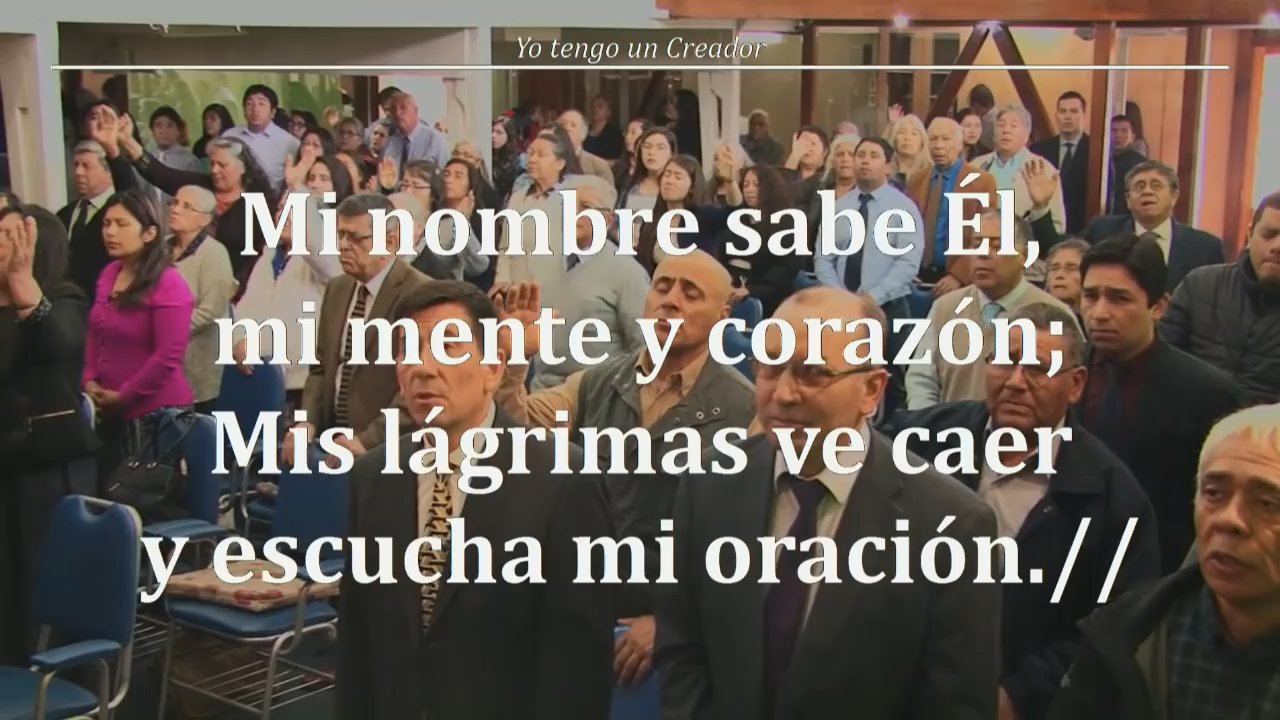 Yo tengo un Creador
Mi nombre sabe Él,
mi mente y corazón;
Mis lágrimas ve caer
y escucha mi oración.//